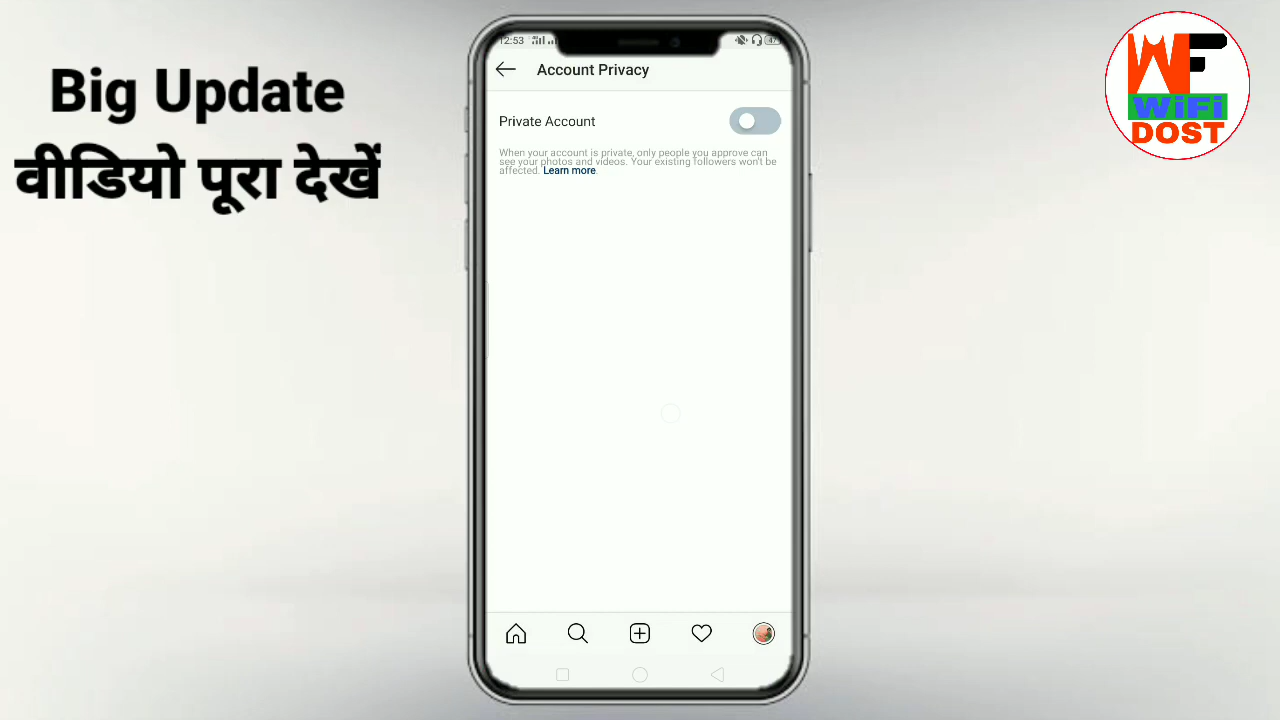 Big Update
वीडियो पूरा देखें
12:53
Account Privacy
Private Account
When your account is private, only people you approve can
see your photos and videos. Your existing followers won't be
affected. Learn more.
WF
WiFi
DOST